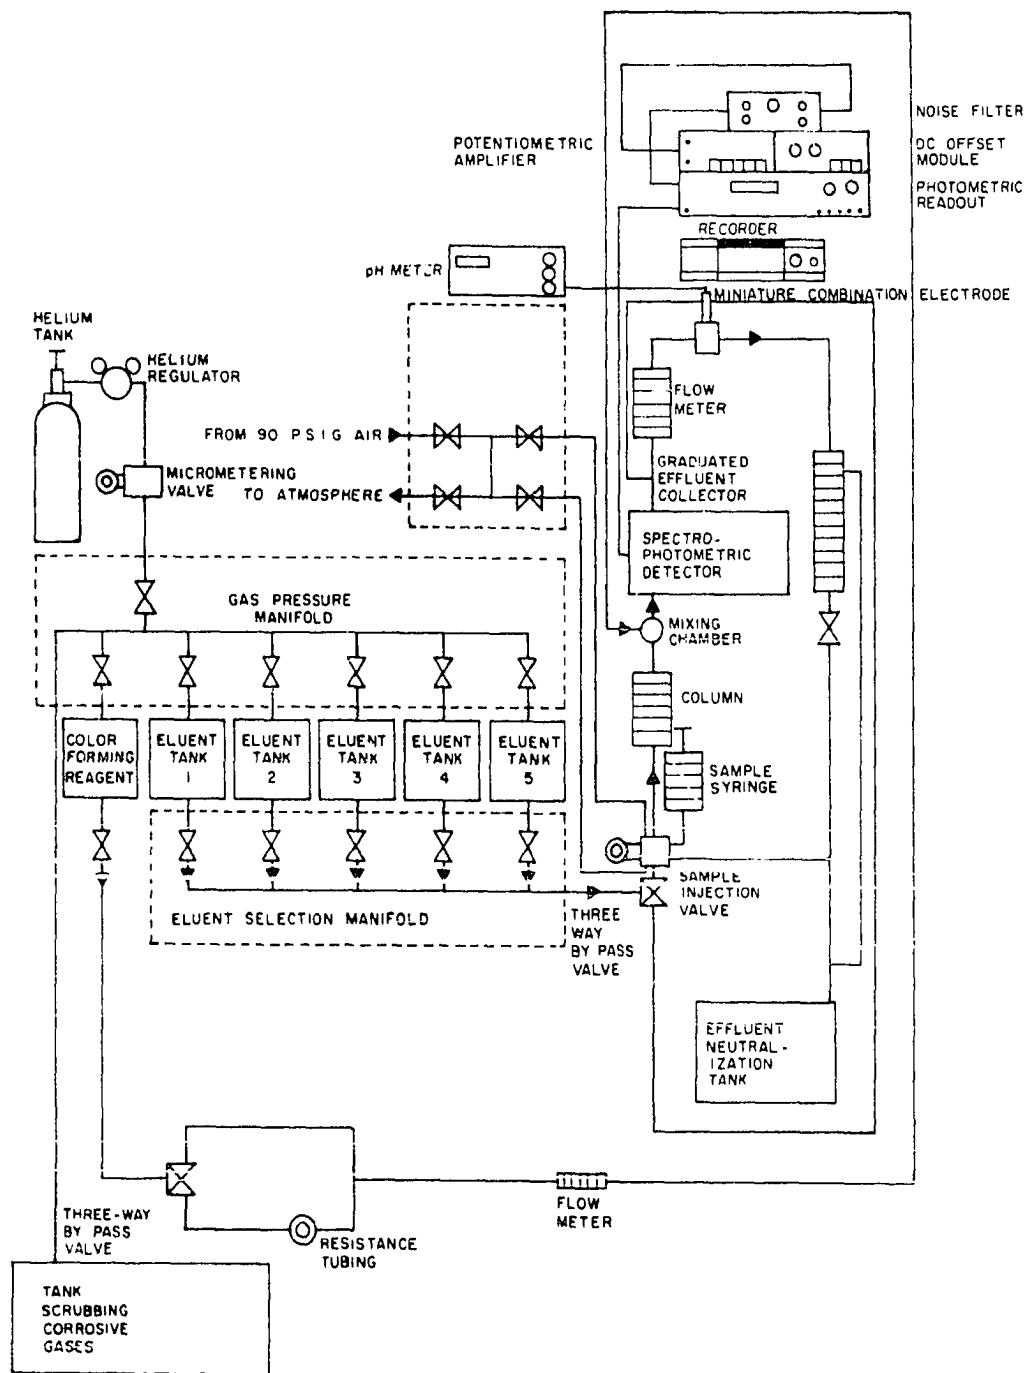 NOISE FILTER
POTENTIOMETRIC
AMPLIFIER
DC OFFSET
MODULE
PHOTOMETRIC
READOUT
RECORDER
pH METER
MINIATURE COMBINATION ELECTRODE
HELIUM
TANK
HELIUM
REGULATOR
FLOW
METER
FROM 90 PSIG AIR
MICROMETERING
VALVE
TO ATMOSPHERE
GRADUATED
EFFLUENT
COLLECTOR
SPECTRO-
PHOTOMETRIC
DETECTOR
GAS PRESSURE
MANIFOLD
MIXING
CHAMBER
COLUMN
COLOR
FORMING
REAGENT
ELUENT
TANK
1
ELUENT
TANK
2
ELUENT
TANK
3
ELUENT
TANK
4
ELUENT
TANK
5
SAMPLE
SYRINGE
SAMPLE
INJECTION
VALVE
ELUENT SELECTION MANIFOLD
THREE
WAY
BY PASS
VALVE
EFFLUENT
NEUTRAL-
IZATION
TANK
FLOW
METER
THREE-WAY
BY PASS
VALVE
RESISTANCE
TUBING
TANK
SCRUBBING
CORROSIVE
GASES